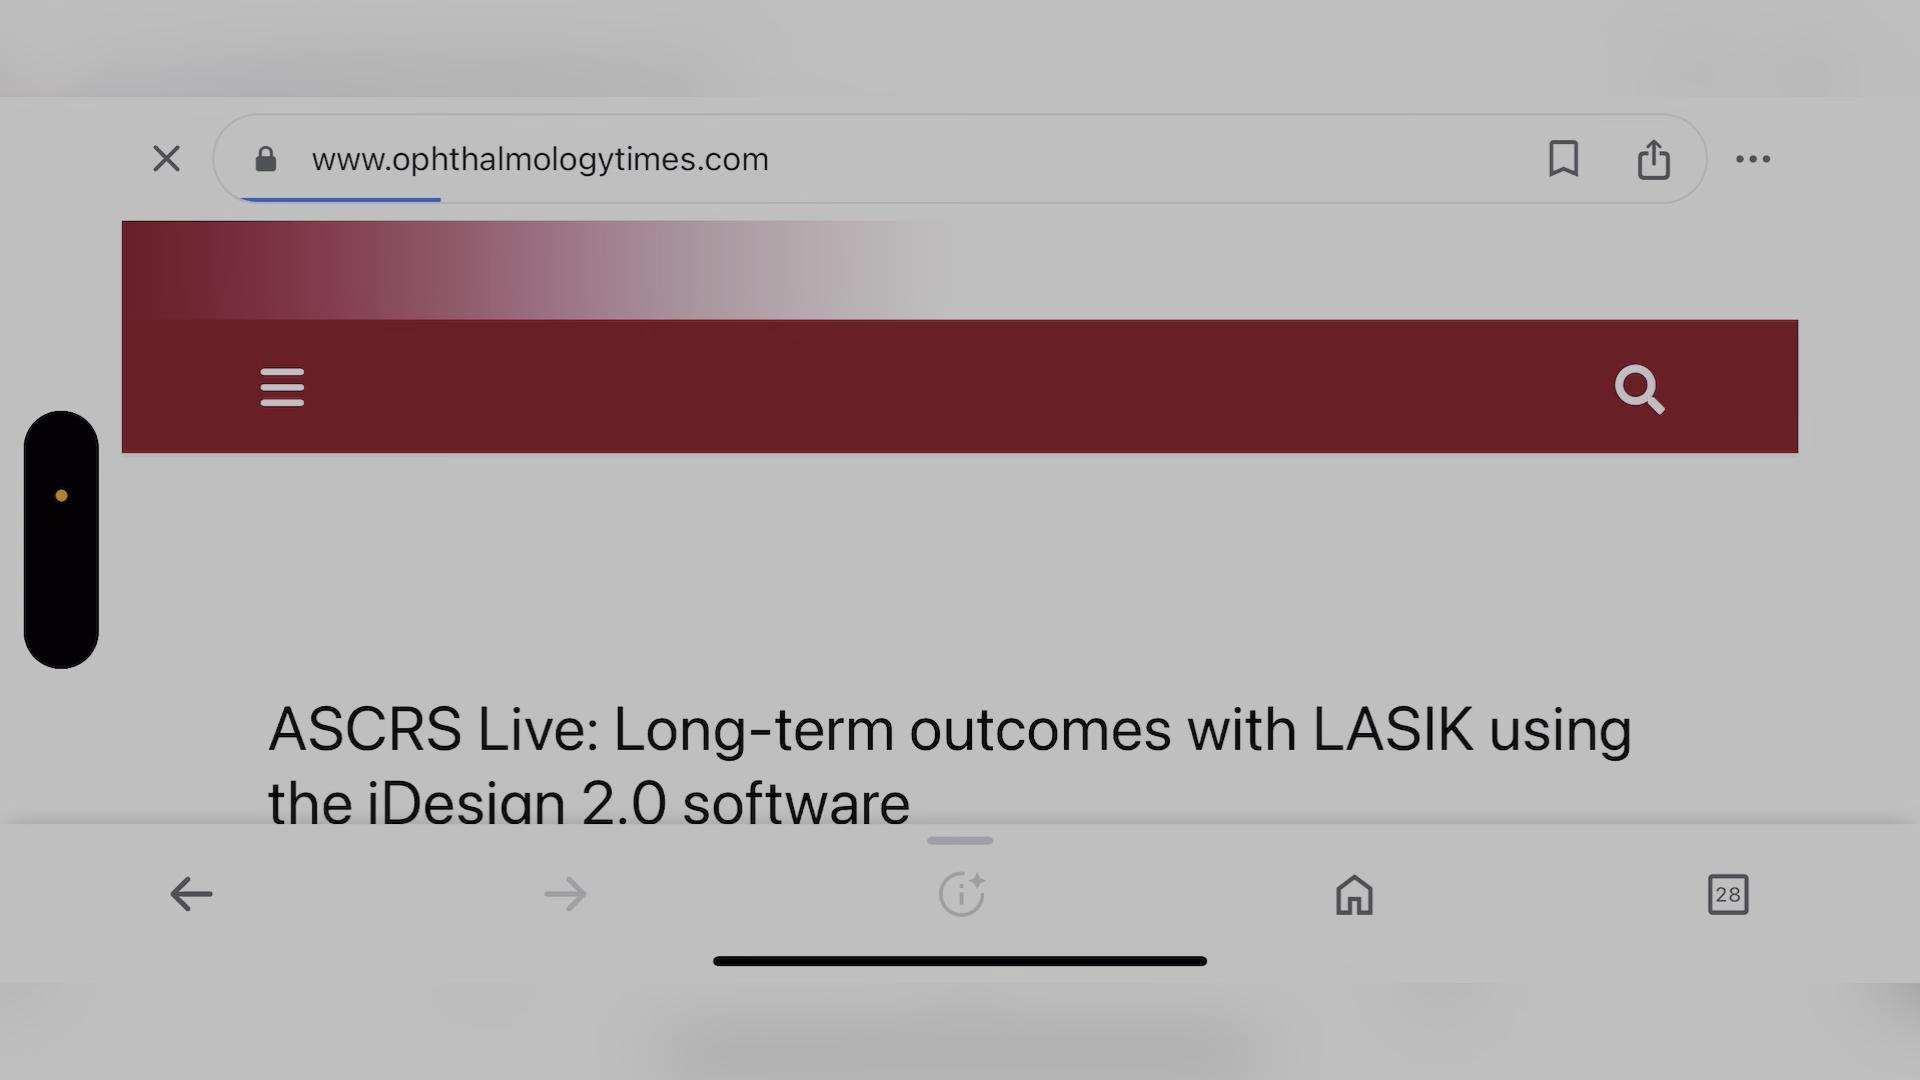 www.ophthalmologytimes.com
ASCRS Live: Long-term outcomes with LASIK using
the iDesign 2.0 software
28